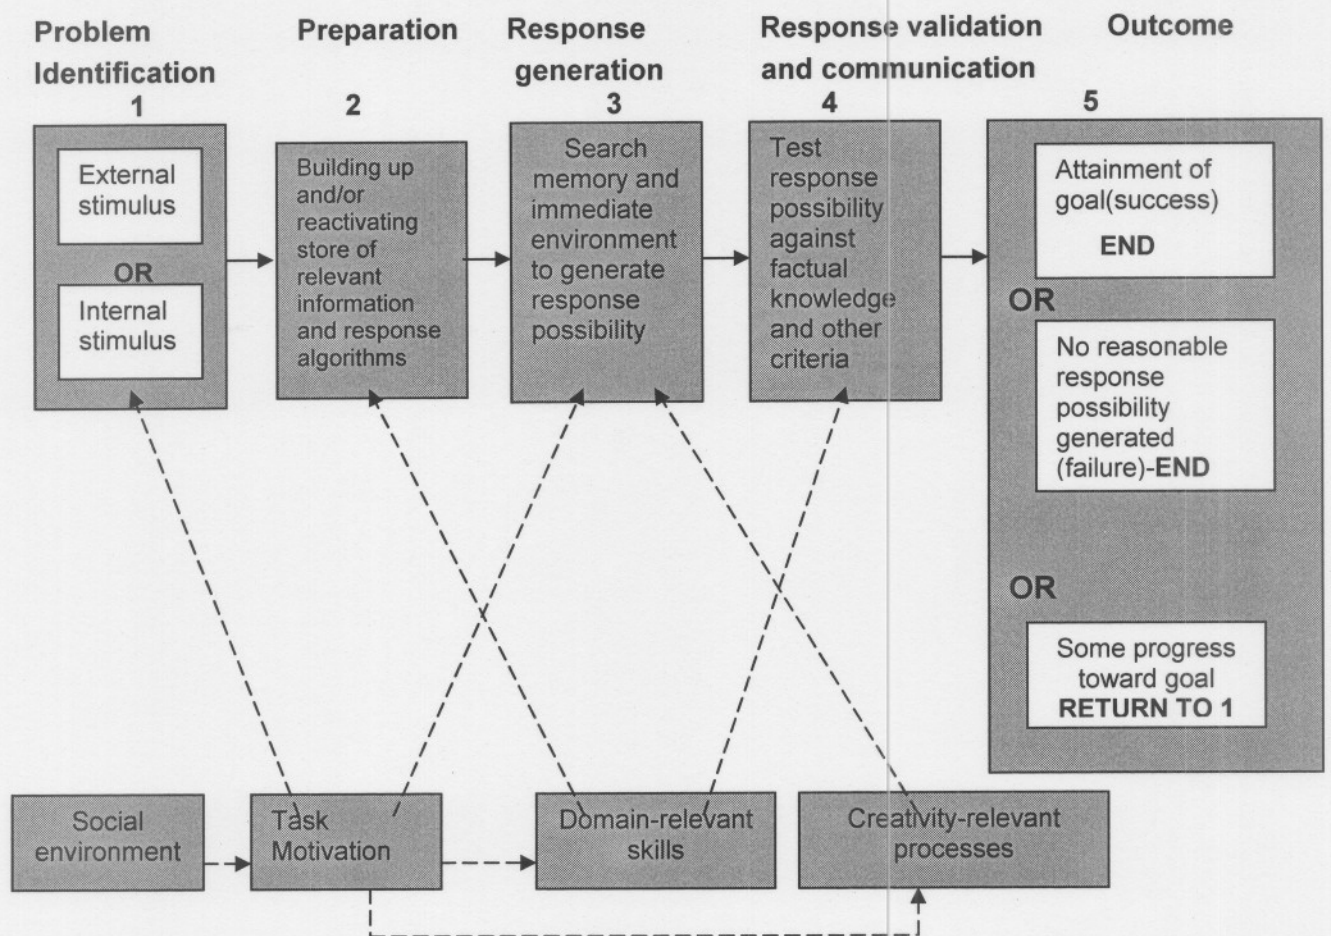 Problem
Identification
1
Preparation
2
Response
generation
3
Response validation
and communication
4
Outcome
5
External
stimulus
OR
Internal
stimulus
Building up
and/or
reactivating
store of
relevant
information
and response
algorithms
Search
memory and
immediate
environment
to generate
response
possibility
Test
response
possibility
against
factual
knowledge
and other
criteria
Attainment of
goal(success)
END
OR
No reasonable
response
possibility
generated
(failure)-END
OR
Some progress
toward goal
RETURN TO 1
Social
environment
Task
Motivation
Domain-relevant
skills
Creativity-relevant
processes